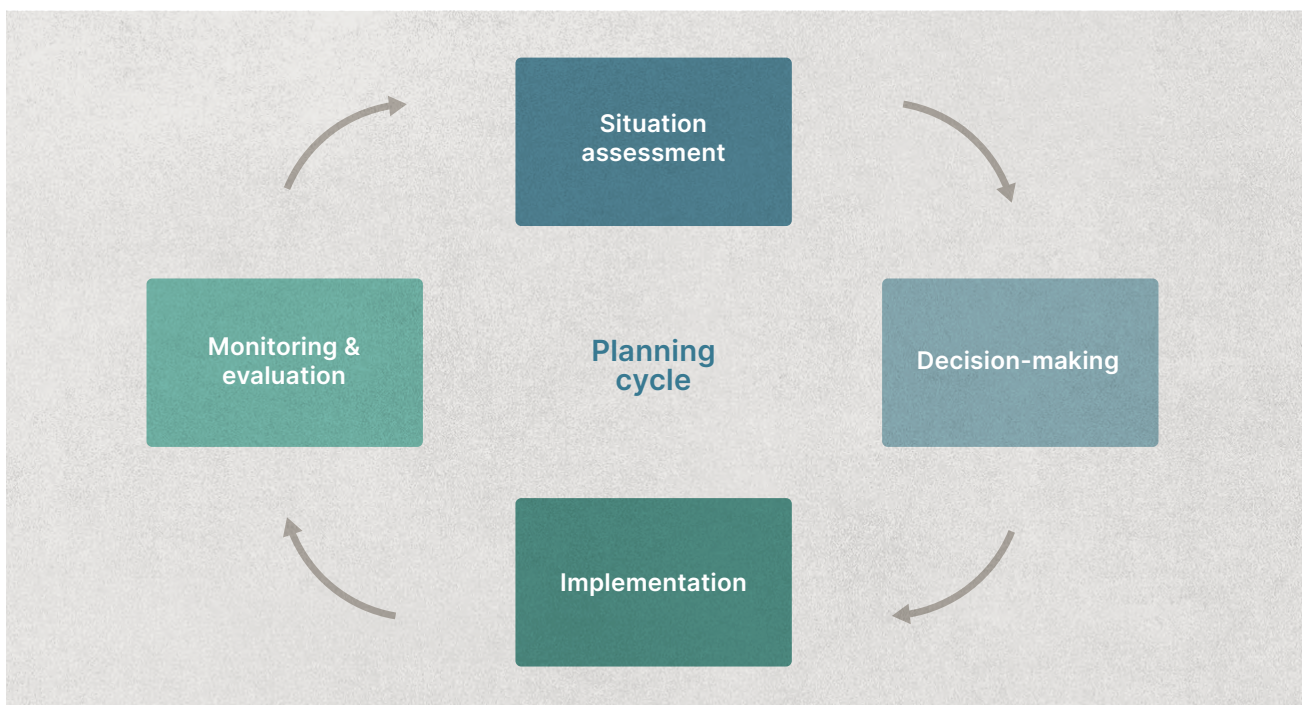 Situation
assessment
Monitoring &
evaluation
Planning
cycle
Decision-making
Implementation